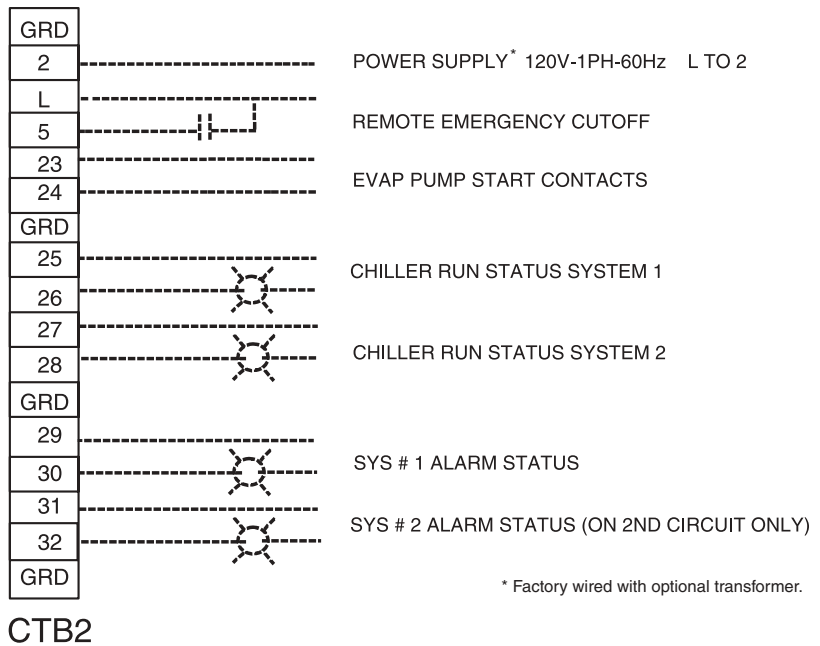 GRD
2
POWER SUPPLY* 120V-1PH-60Hz L TO 2
L
5
REMOTE EMERGENCY CUTOFF
23
24
EVAP PUMP START CONTACTS
GRD
25
26
CHILLER RUN STATUS SYSTEM 1
27
28
CHILLER RUN STATUS SYSTEM 2
GRD
29
30
SYS # 1 ALARM STATUS
31
32
SYS # 2 ALARM STATUS (ON 2ND CIRCUIT ONLY)
GRD
* Factory wired with optional transformer.
CTB2